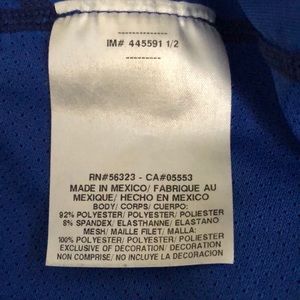 IM# 445591 1/2
RN#56323 - CA#05553
MADE IN MEXICO/ FABRIQUE AU
MEXIQUE/ HECHO EN MEXICO
BODY/ CORPS/ CUERPO:
92% POLYESTER/ POLYESTER/ POLIESTER
8% SPANDEX/ ELASTHANNE/ ELASTANO
MESH/ MAILLE FILET/ MALLA:
100% POLYESTER/ POLYESTER/ POLIESTER
EXCLUSIVE OF DECORATION/ DECORATION
NON COMPRISE/ NO INCLUYE LA DECORACION